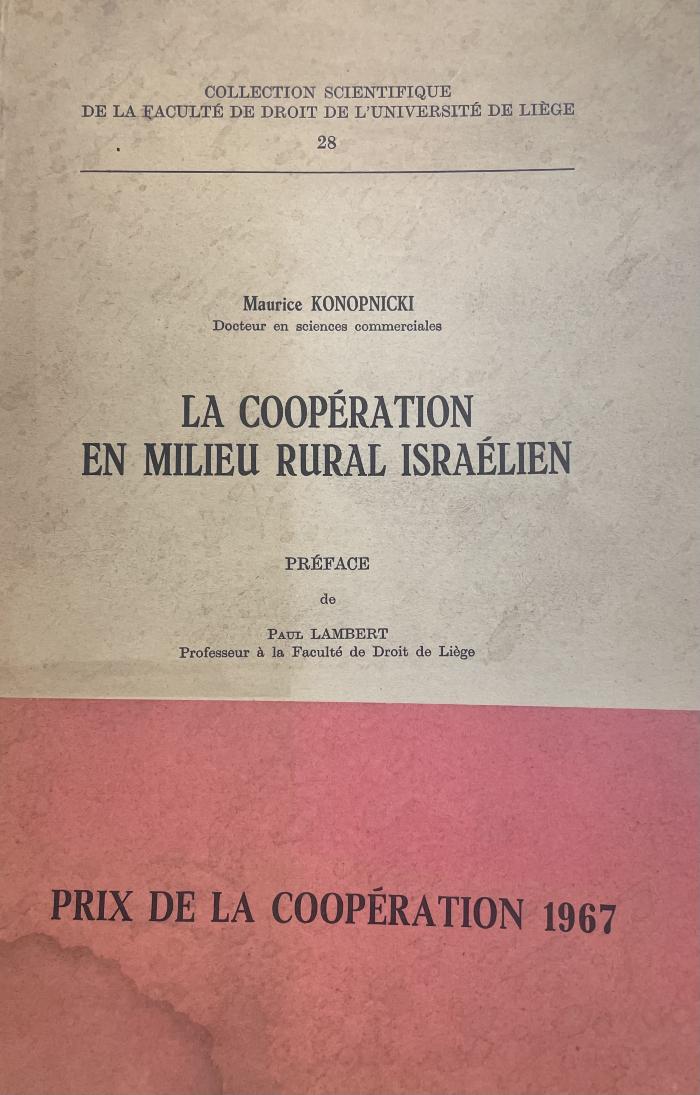 COLLECTION SCIENTIFIQUE
DE LA FACULTÉ DE DROIT DE L'UNIVERSITÉ DE LIÈGE
28
Maurice KONOPNICKI
Docteur en sciences commerciales
LA COOPÉRATION
EN MILIEU RURAL ISRAÉLIEN
PRÉFACE
de
PAUL LAMBERT
Professeur à la Faculté de Droit de Liège
PRIX DE LA COOPÉRATION 1967